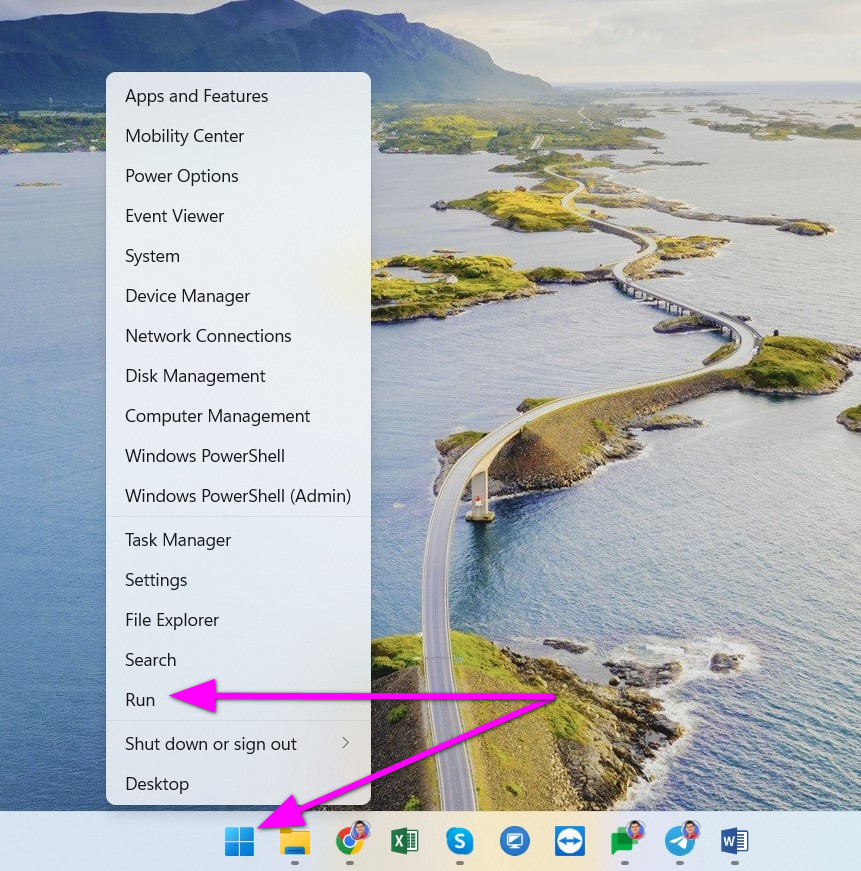 Apps and Features
Mobility Center
Power Options
Event Viewer
System
Device Manager
Network Connections
Disk Management
Computer Management
Windows PowerShell
Windows PowerShell (Admin)
Task Manager
Settings
File Explorer
Search
Run
Shut down or sign out
Desktop